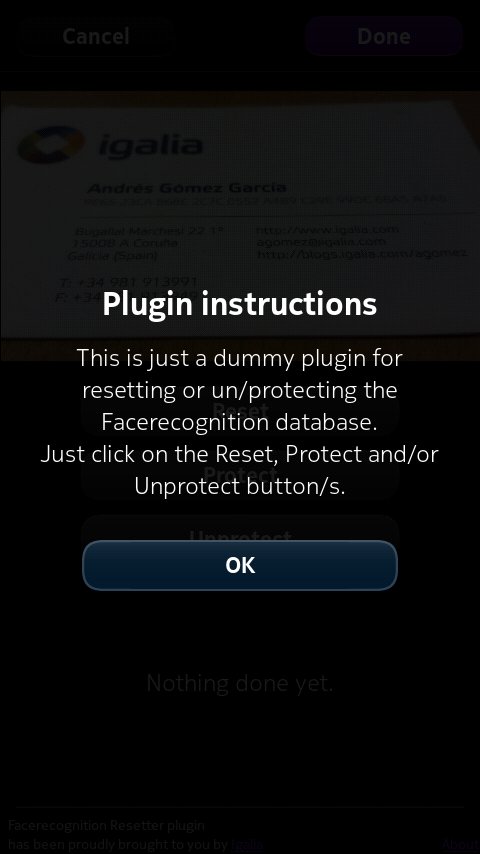 Cancel
Done
igalia
Andrés Gómez García
Bugallal Marchesi 22 1º
15008 A Coruña
Galicia (Spain)
http://www.igalia.com
agomez@igalia.com
http://blogs.igalia.com/agomez
T: +34 981 913991
F: +34
Plugin instructions
This is just a dummy plugin for
resetting or un/protecting the
Facerecognition database.
Just click on the Reset, Protect and/or
Unprotect button/s.
Reset
Protect
Unprotect
OK
Nothing done yet.
Facerecognition Resetter plugin
has been proudly brought to you by Igalia
About